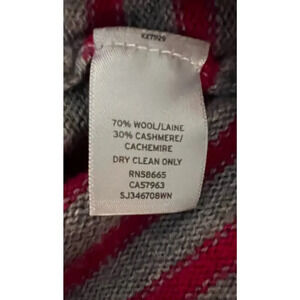 70% WOOL/LAINE
30% CASHMERE/
CACHEMIRE
DRY CLEAN ONLY
RN58665
CA57963
SJ346708WN